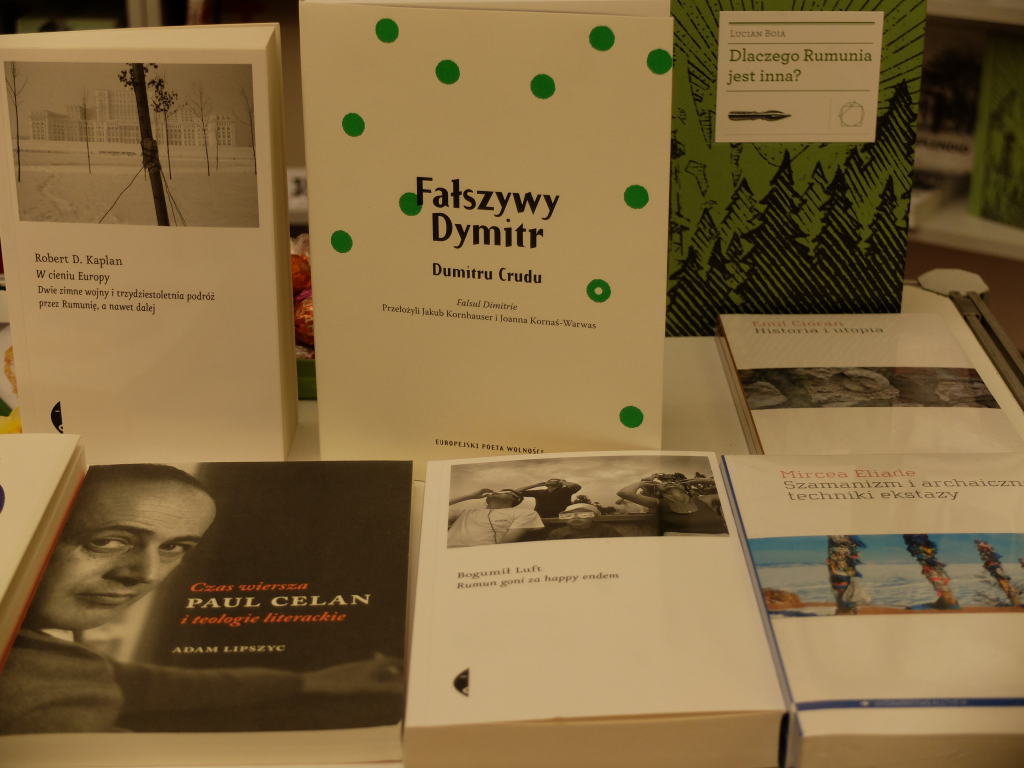 Robert D. Kapłan
W cieniu Europy
Dwie zimne wojny i trzydziestoletnia podróż
przez Rumunię, a nawet dalej
Fałszywy
Dymitr
Dumitru Crudu
Falsul Dimitrie
Przełożyli Jakub Kornhauser i Joanna Kornaś-Warwas
EUROPEJSKI POETA WOLNOŚCI
Lucian Boia
Dlaczego Rumunia
jest inna?
Emil Cioran
Historia i utopia
Czas wiersza
PAUL CELAN
i teologie literackie
ADAM LIPSZYC
Bogumił Luft
Rumun goni za happy endem
Mircea Eliade
Szamanizm i archaiczne
techniki ekstazy